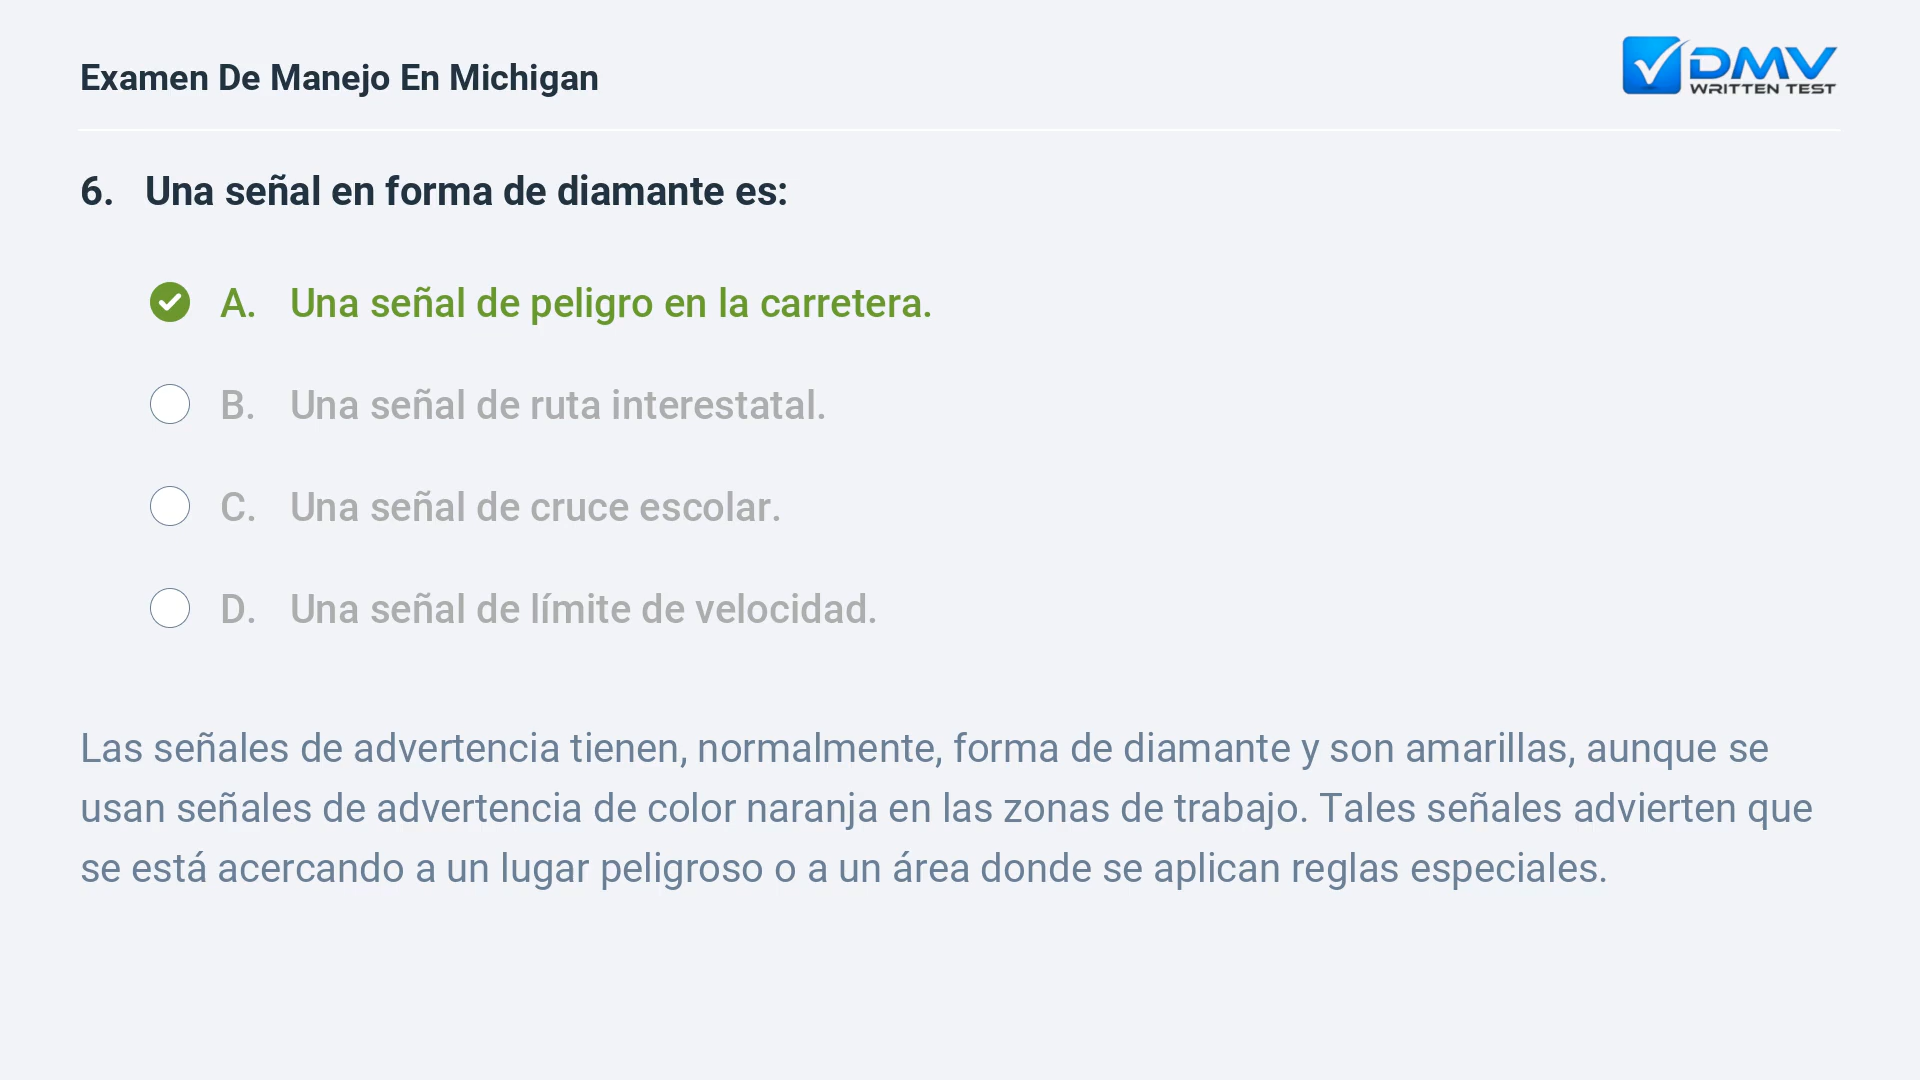 Examen De Manejo En Michigan
DMV
WRITTEN TEST
6. Una señal en forma de diamante es:
A. Una señal de peligro en la carretera.
B. Una señal de ruta interestatal.
C. Una señal de cruce escolar.
D. Una señal de límite de velocidad.
Las señales de advertencia tienen, normalmente, forma de diamante y son amarillas, aunque se
usan señales de advertencia de color naranja en las zonas de trabajo. Tales señales advierten que
se está acercando a un lugar peligroso o a un área donde se aplican reglas especiales.